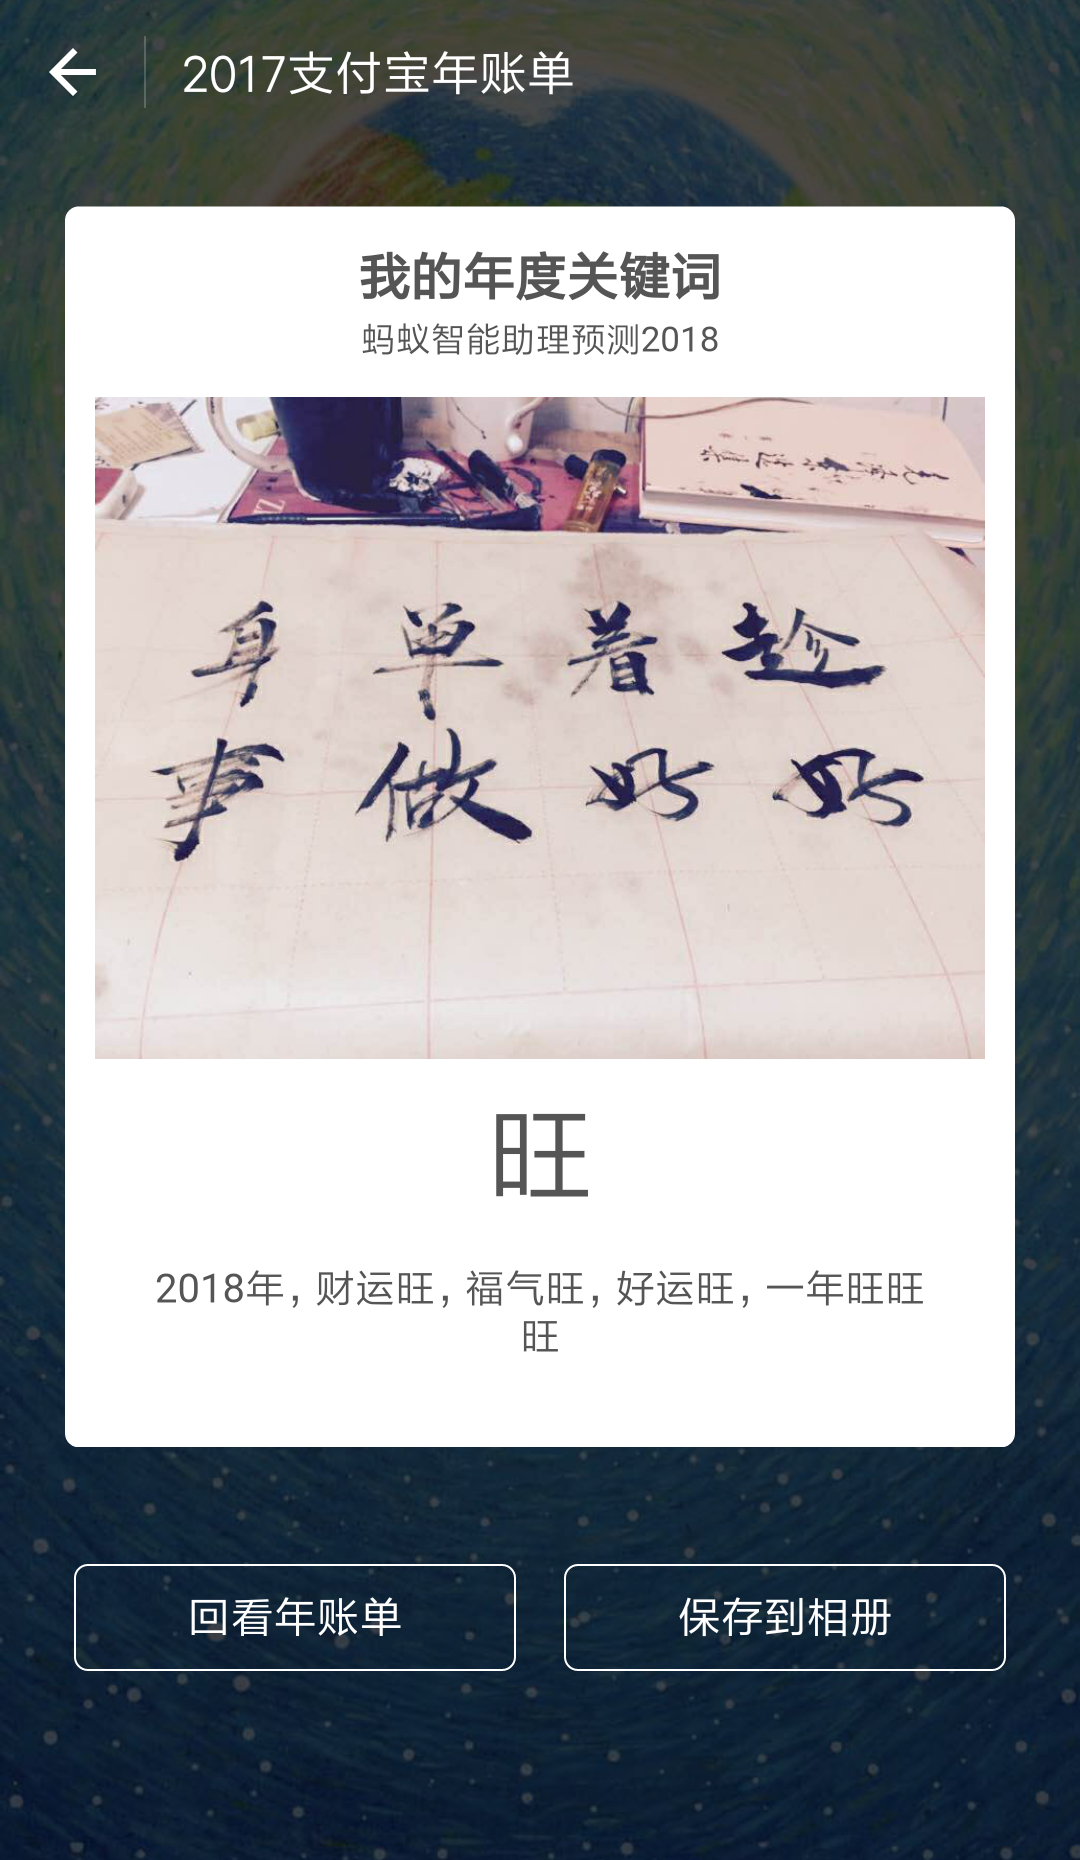 2017支付宝年账单
我的年度关键词
蚂蚁智能助理预测2018
趁着单身
好好做事
旺
2018年，财运旺，福气旺，好运旺，一年旺旺
旺
回看年账单
保存到相册